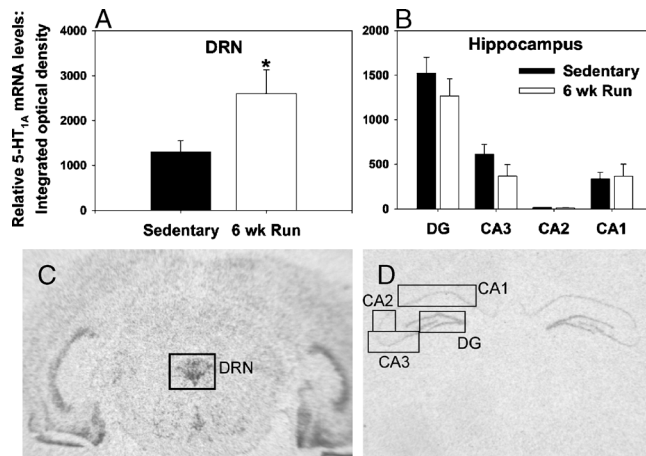 Relative 5-HT1A mRNA levels:
Integrated optical density
A
DRN
4000
3000
2000
1000
0
*
Sedentary 6 wk Run
B
Hippocampus
Sedentary
6 wk Run
2000
1500
1000
500
0
DG CA3 CA2 CA1
C
DRN
D
CA1
CA2
DG
CA3